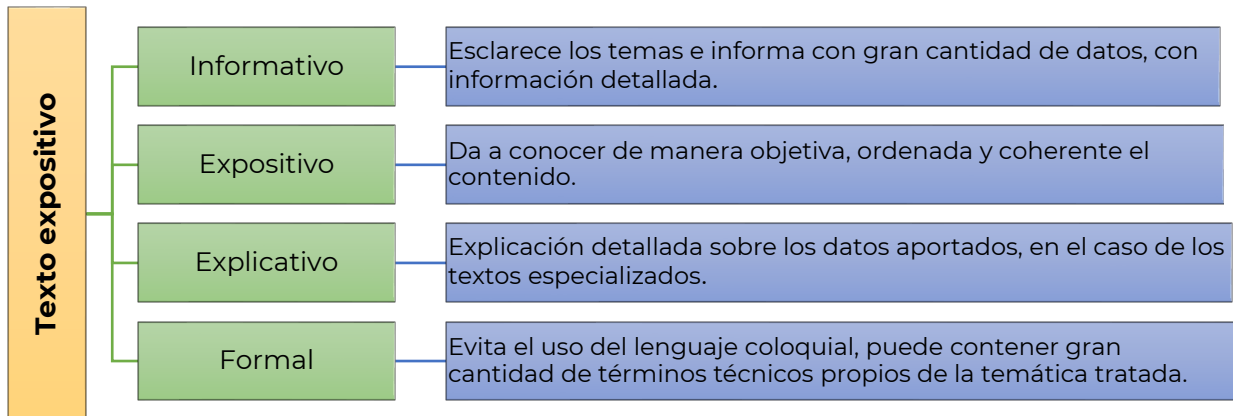 Texto expositivo
Informativo
Esclarece los temas e informa con gran cantidad de datos, con
información detallada.
Expositivo
Da a conocer de manera objetiva, ordenada y coherente el
contenido.
Explicativo
Explicación detallada sobre los datos aportados, en el caso de los
textos especializados.
Formal
Evita el uso del lenguaje coloquial, puede contener gran
cantidad de términos técnicos propios de la temática tratada.